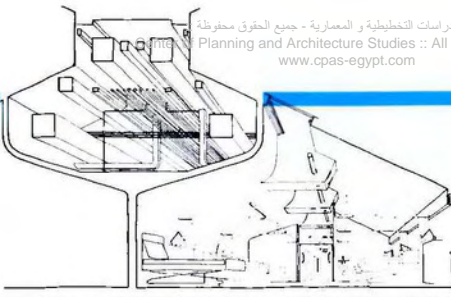 راسات التخطيطية و المعمارية - جميع الحقوق محفوظة
Planning and Architecture Studies :: All
www.cpas-egypt.com